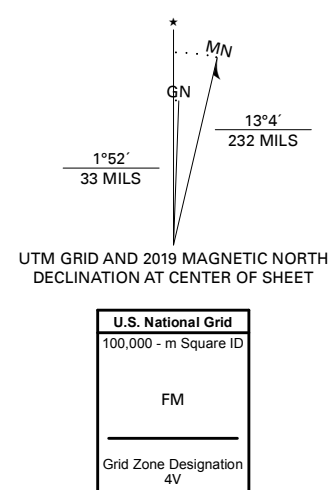 ★
MN
GN
13°4´
232 MILS
1°52´
33 MILS
UTM GRID AND 2019 MAGNETIC NORTH
DECLINATION AT CENTER OF SHEET
U.S. National Grid
100,000 - m Square ID
FM
Grid Zone Designation
4V